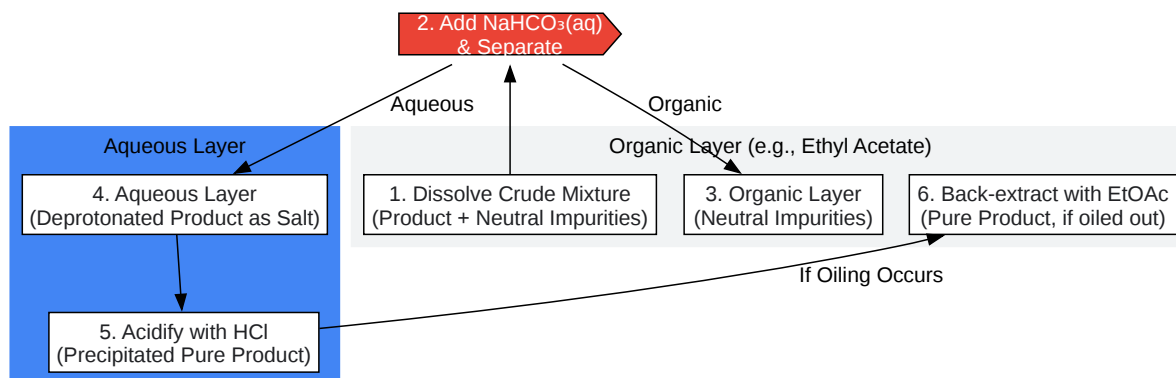 2. Add NaHCO₃(aq)
& Separate
Aqueous
Organic
Aqueous Layer
Organic Layer (e.g., Ethyl Acetate)
4. Aqueous Layer
(Deprotonated Product as Salt)
1. Dissolve Crude Mixture
(Product + Neutral Impurities)
3. Organic Layer
(Neutral Impurities)
6. Back-extract with EtOAc
(Pure Product, if oiled out)
If Oiling Occurs
5. Acidify with HCl
(Precipitated Pure Product)